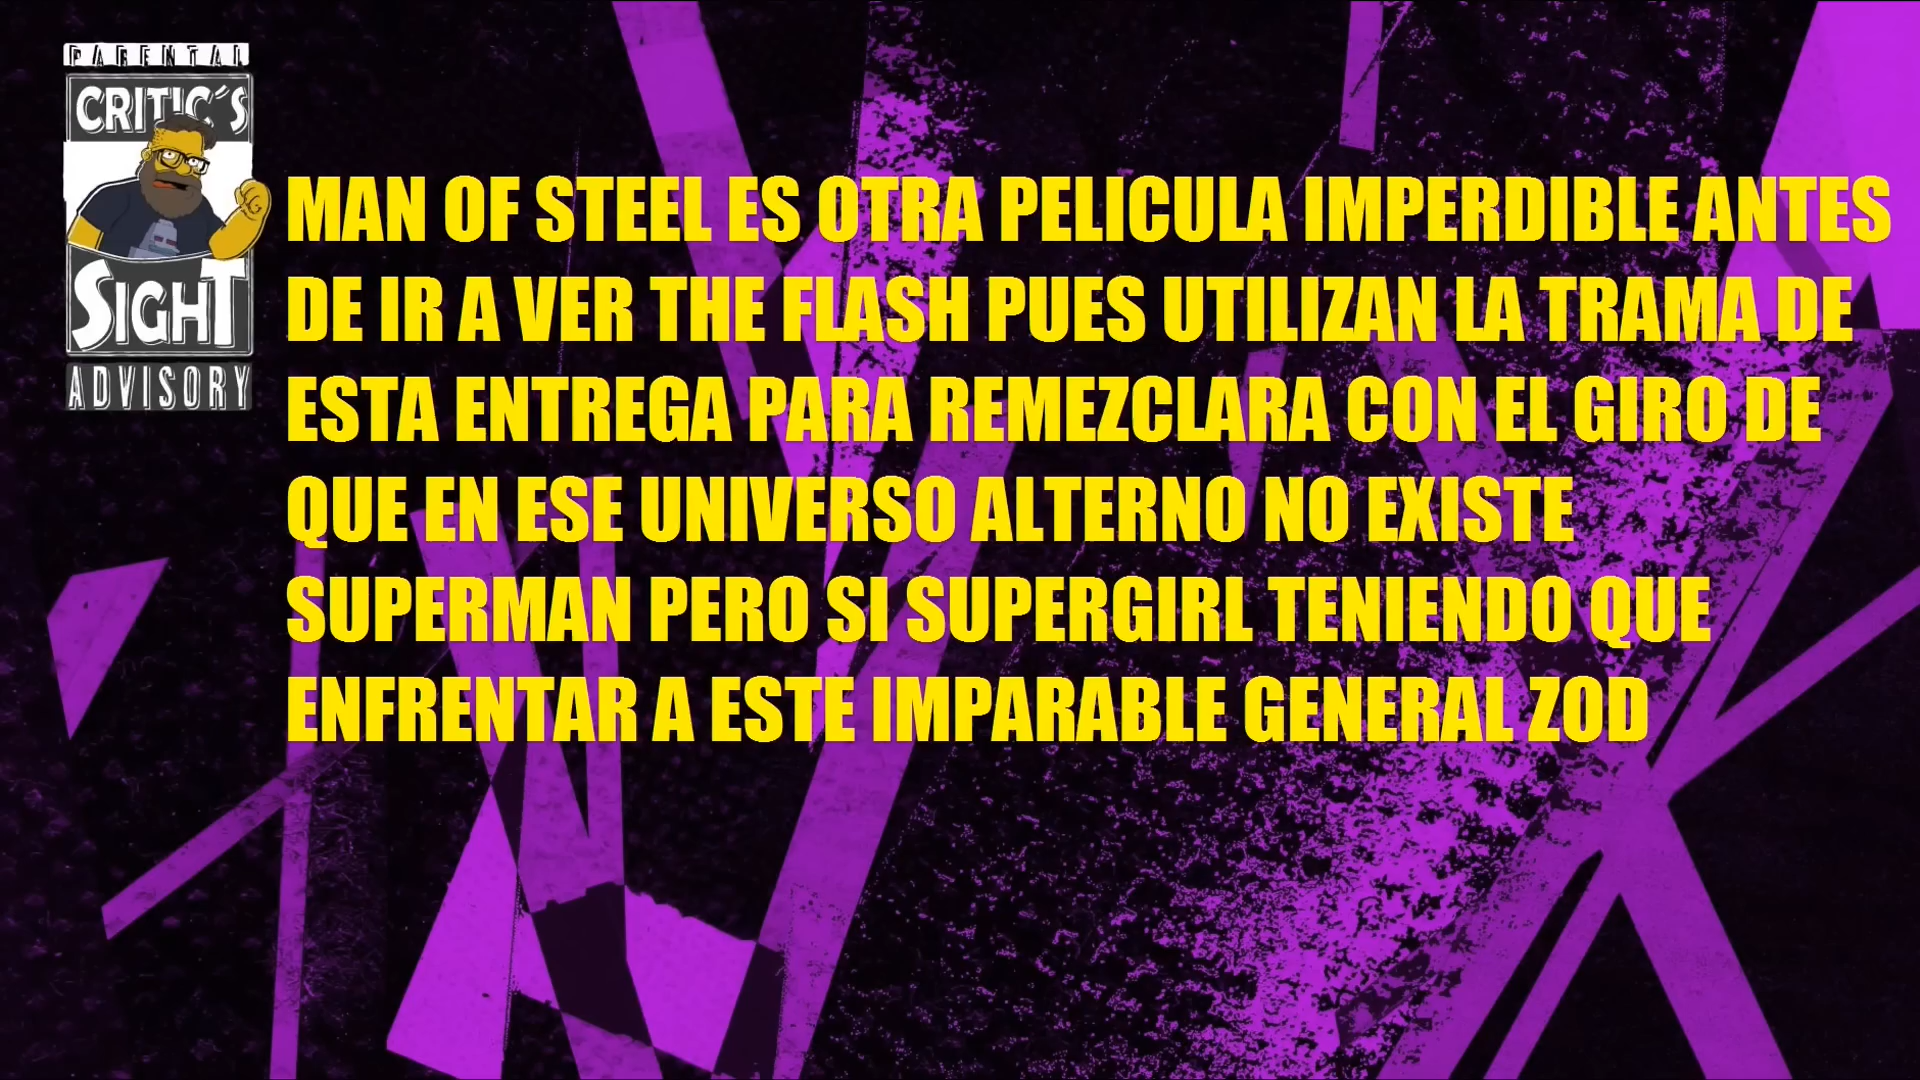 PARENTAL
CRITIC´S
SIGHT
ADVISORY
MAN OF STEEL ES OTRA PELICULA IMPERDIBLE ANTES
DE IR A VER THE FLASH PUES UTILIZAN LA TRAMA DE
ESTA ENTREGA PARA REMEZCLARA CON EL GIRO DE
QUE EN ESE UNIVERSO ALTERNO NO EXISTE
SUPERMAN PERO SI SUPERGIRL TENIENDO QUE
ENFRENTAR A ESTE IMPARABLE GENERAL ZOD